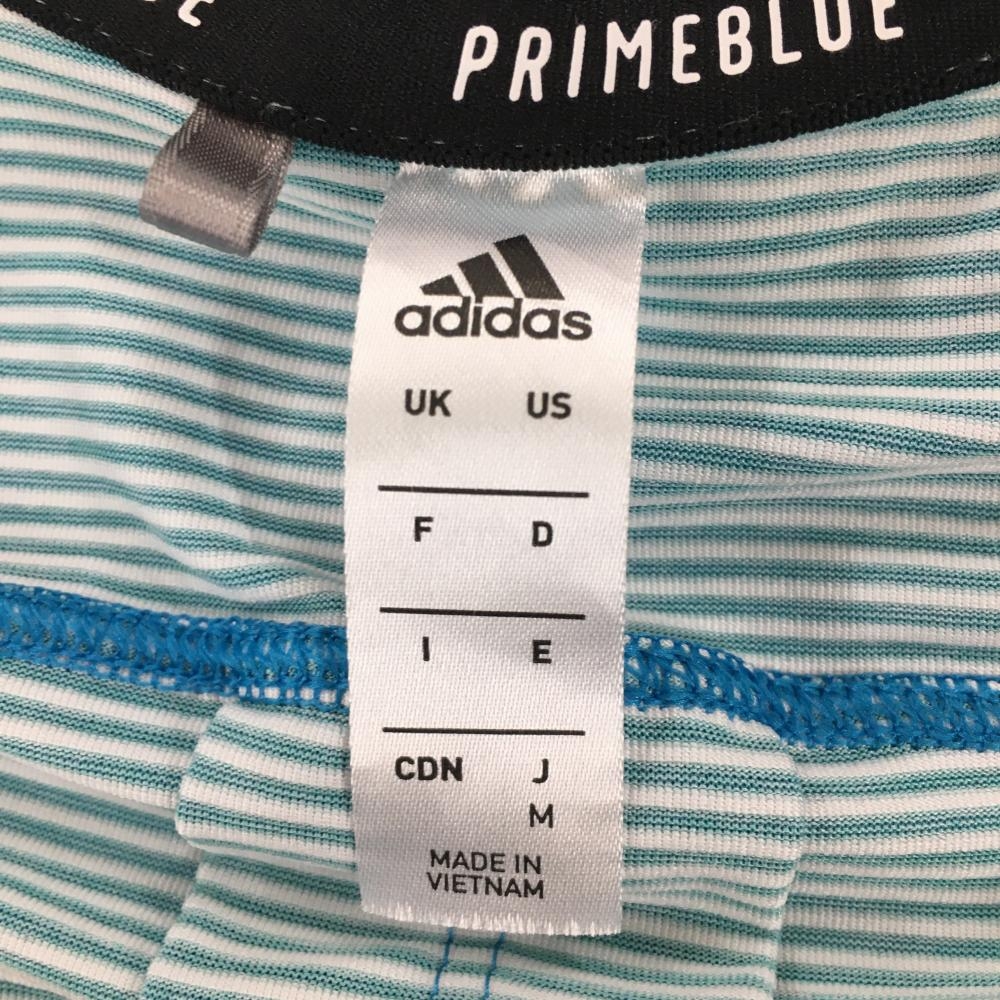 PRIMEBLUE
adidas
UK US
F D
I E
CDN J
M
MADE IN
VIETNAM